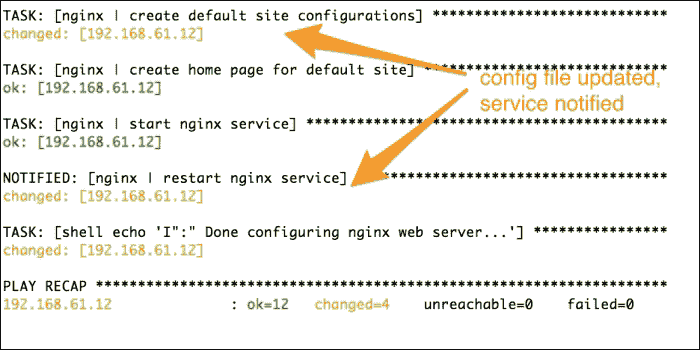 TASK: [nginx | create default site configurations] ****************************
changed: [192.168.61.12]
TASK: [nginx | create home page for default site] *****************************
ok: [192.168.61.12]
config file updated,
service notified
TASK: [nginx | start nginx service] *******************************************
ok: [192.168.61.12]
NOTIFIED: [nginx | restart nginx service] *************************************
changed: [192.168.61.12]
TASK: [shell echo 'I":" Done configuring nginx web server...'] ****************
changed: [192.168.61.12]
PLAY RECAP ********************************************************************
192.168.61.12 : ok=12 changed=4 unreachable=0 failed=0